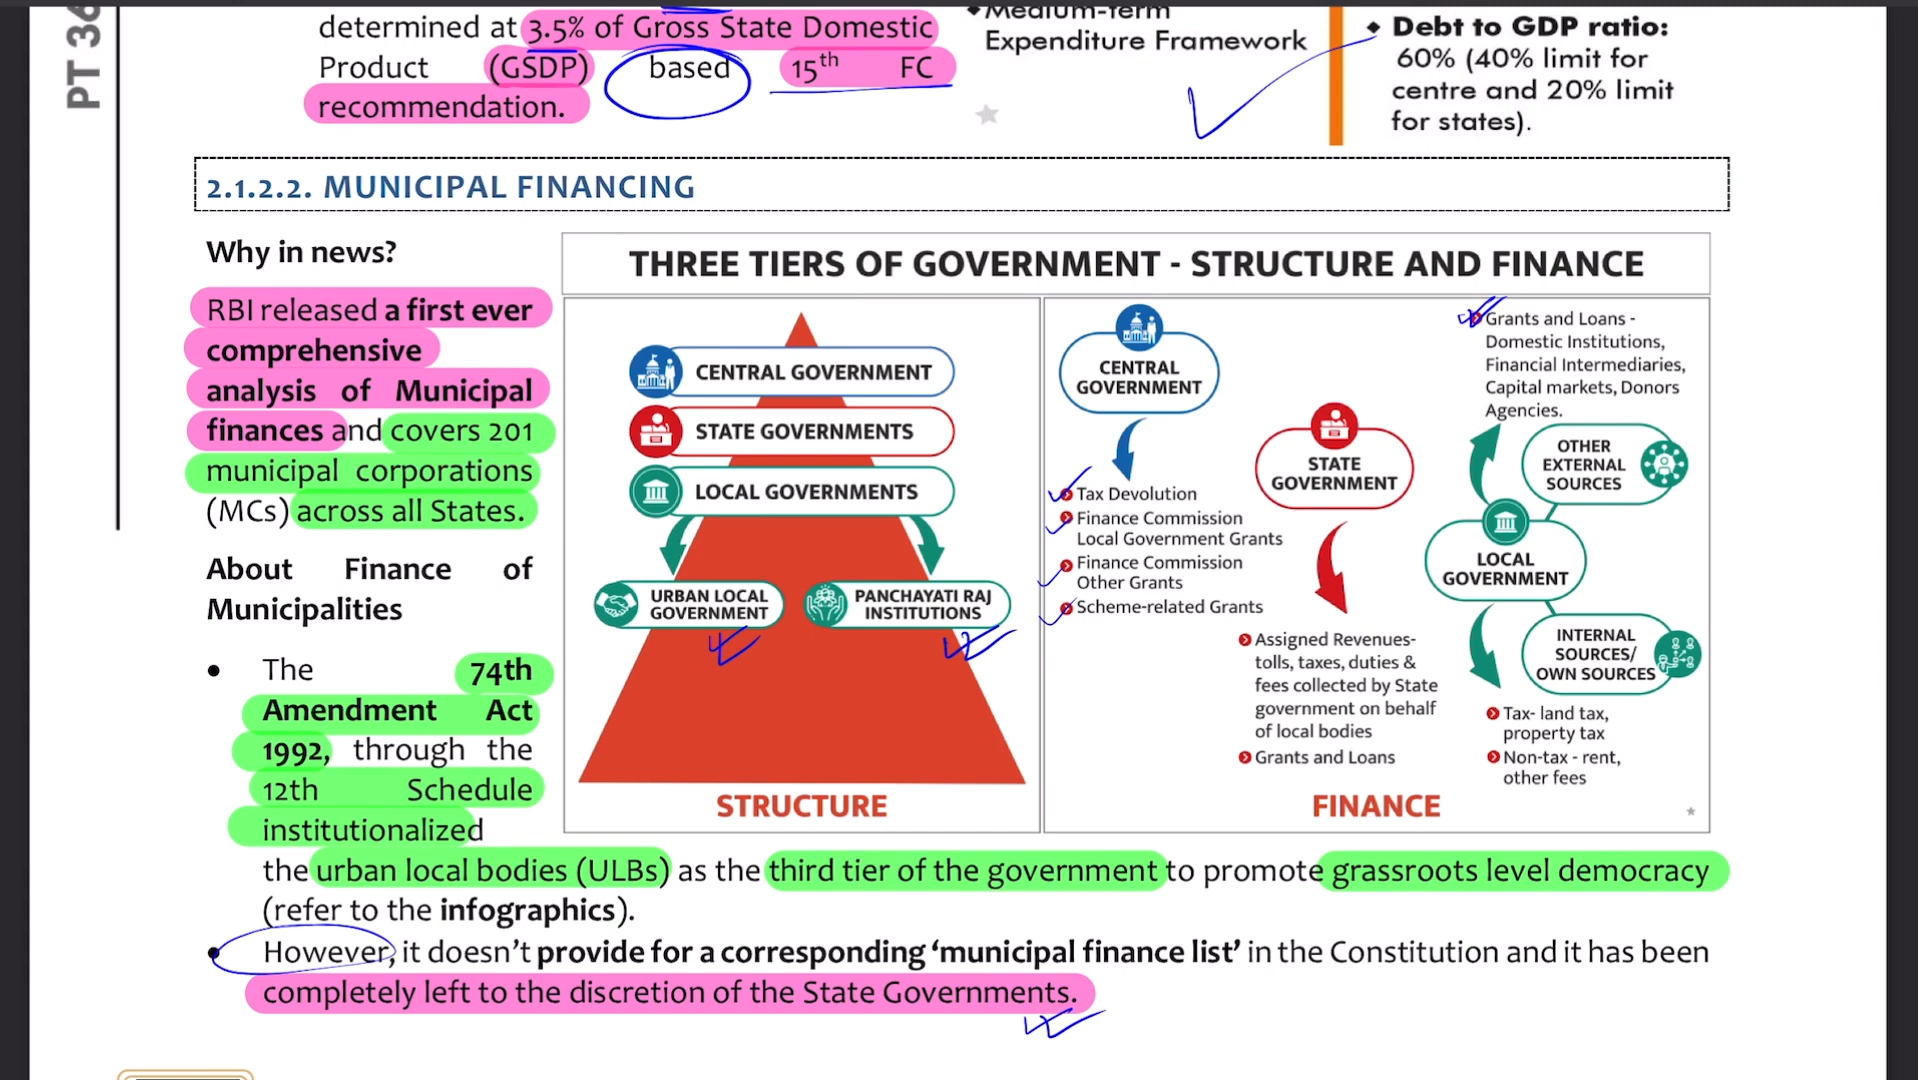 PT 36
determined at 3.5% of Gross State Domestic
Product (GSDP) based 15th FC
recommendation.
Medium-term
Expenditure Framework
Debt to GDP ratio:
60% (40% limit for
centre and 20% limit
for states).
2.1.2.2. MUNICIPAL FINANCING
Why in news?
RBI released a first ever
comprehensive
analysis of Municipal
finances and covers 201
municipal corporations
(MCs) across all States.
About Finance of
Municipalities
• The 74th
Amendment Act
1992, through the
12th Schedule
institutionalized
THREE TIERS OF GOVERNMENT - STRUCTURE AND FINANCE
CENTRAL GOVERNMENT
STATE GOVERNMENTS
LOCAL GOVERNMENTS
URBAN LOCAL
GOVERNMENT
PANCHAYATI RAJ
INSTITUTIONS
STRUCTURE
CENTRAL
GOVERNMENT
Tax Devolution
Finance Commission
Local Government Grants
Finance Commission
Other Grants
Scheme-related Grants
STATE
GOVERNMENT
Assigned Revenues-
tolls, taxes, duties &
fees collected by State
government on behalf
of local bodies
Grants and Loans
Grants and Loans -
Domestic Institutions,
Financial Intermediaries,
Capital markets, Donors
Agencies.
OTHER
EXTERNAL
SOURCES
LOCAL
GOVERNMENT
INTERNAL
SOURCES/
OWN SOURCES
Tax- land tax,
property tax
Non-tax - rent,
other fees
FINANCE
the urban local bodies (ULBs) as the third tier of the government to promote grassroots level democracy
(refer to the infographics).
• However, it doesn’t provide for a corresponding ‘municipal finance list’ in the Constitution and it has been
completely left to the discretion of the State Governments.